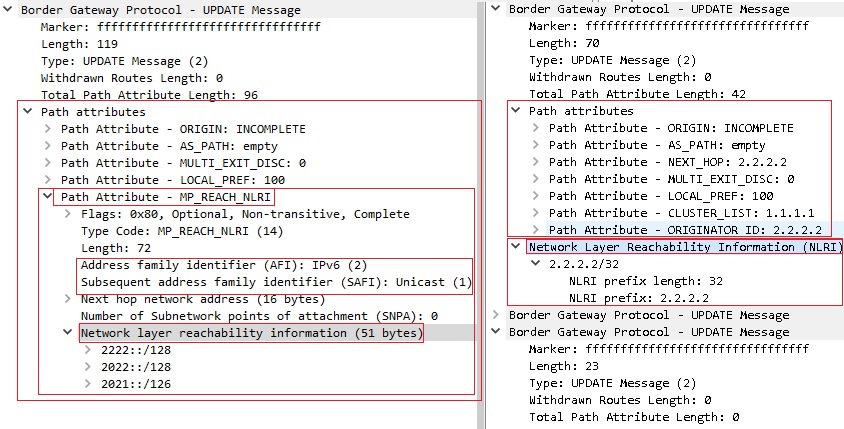 Border Gateway Protocol - UPDATE Message
Marker: ffffffffffffffffffffffffffffffff
Length: 119
Type: UPDATE Message (2)
Withdrawn Routes Length: 0
Total Path Attribute Length: 96
Path attributes
Path Attribute - ORIGIN: INCOMPLETE
Path Attribute - AS_PATH: empty
Path Attribute - MULTI_EXIT_DISC: 0
Path Attribute - LOCAL_PREF: 100
Path Attribute - MP_REACH_NLRI
Flags: 0x80, Optional, Non-transitive, Complete
Type Code: MP_REACH_NLRI (14)
Length: 72
Address family identifier (AFI): IPv6 (2)
Subsequent address family identifier (SAFI): Unicast (1)
Next hop network address (16 bytes)
Number of Subnetwork points of attachment (SNPA): 0
Network layer reachability information (51 bytes)
2222::/128
2022::/128
2021::/126
Border Gateway Protocol - UPDATE Message
Marker: ffffffffffffffffffffffffffffffff
Length: 70
Type: UPDATE Message (2)
Withdrawn Routes Length: 0
Total Path Attribute Length: 42
Path attributes
Path Attribute - ORIGIN: INCOMPLETE
Path Attribute - AS_PATH: empty
Path Attribute - NEXT_HOP: 2.2.2.2
Path Attribute - MULTI_EXIT_DISC: 0
Path Attribute - LOCAL_PREF: 100
Path Attribute - CLUSTER_LIST: 1.1.1.1
Path Attribute - ORIGINATOR_ID: 2.2.2.2
Network Layer Reachability Information (NLRI)
2.2.2.2/32
NLRI prefix length: 32
NLRI prefix: 2.2.2.2
Border Gateway Protocol - UPDATE Message
Border Gateway Protocol - UPDATE Message
Marker: ffffffffffffffffffffffffffffffff
Length: 23
Type: UPDATE Message (2)
Withdrawn Routes Length: 0
Total Path Attribute Length: 0